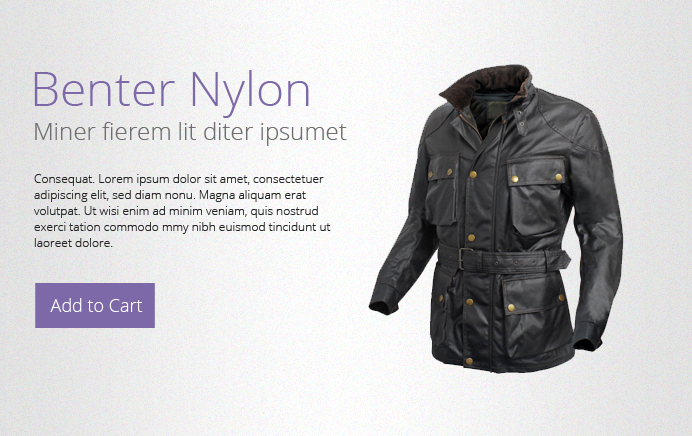 Benter Nylon
Miner fierem lit diter ipsumet
Consequat. Lorem ipsum dolor sit amet, consectetuer
adipiscing elit, sed diam nonu. Magna aliquam erat
volutpat. Ut wisi enim ad minim veniam, quis nostrud
exerci tation commodo mmy nibh euismod tincidunt ut
laoreet dolore.
Add to Cart